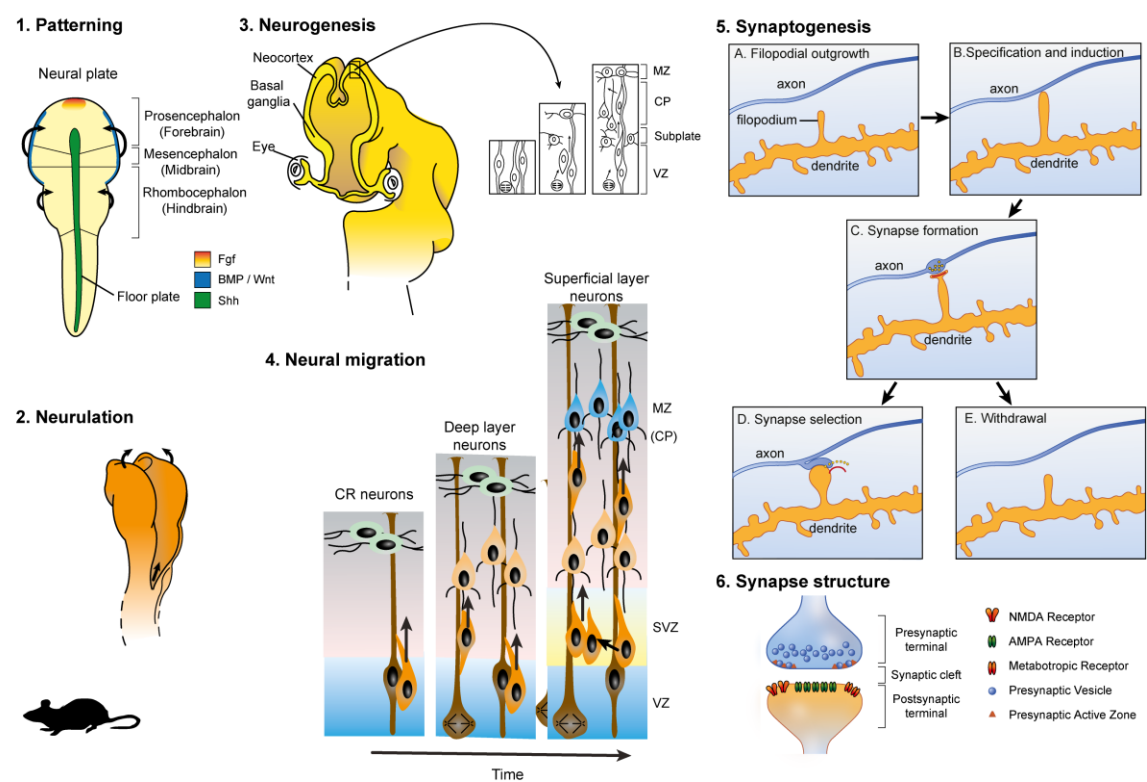 1. Patterning
Neural plate
Prosencephalon
(Forebrain)
Mesencephalon
(Midbrain)
Rhombocephalon
(Hindbrain)
Fgf
BMP / Wnt
Shh
Floor plate
2. Neurulation
3. Neurogenesis
Neocortex
Basal
ganglia
Eye
MZ
CP
Subplate
VZ
4. Neural migration
CR neurons
Deep layer
neurons
Superficial layer
neurons
MZ
(CP)
SVZ
VZ
Time
5. Synaptogenesis
A. Filopodial outgrowth
axon
filopodium
dendrite
B.Specification and induction
axon
dendrite
C. Synapse formation
axon
dendrite
D. Synapse selection
axon
dendrite
E. Withdrawal
6. Synapse structure
Presynaptic
terminal
Synaptic cleft
Postsynaptic
terminal
NMDA Receptor
AMPA Receptor
Metabotropic Receptor
Presynaptic Vesicle
Presynaptic Active Zone